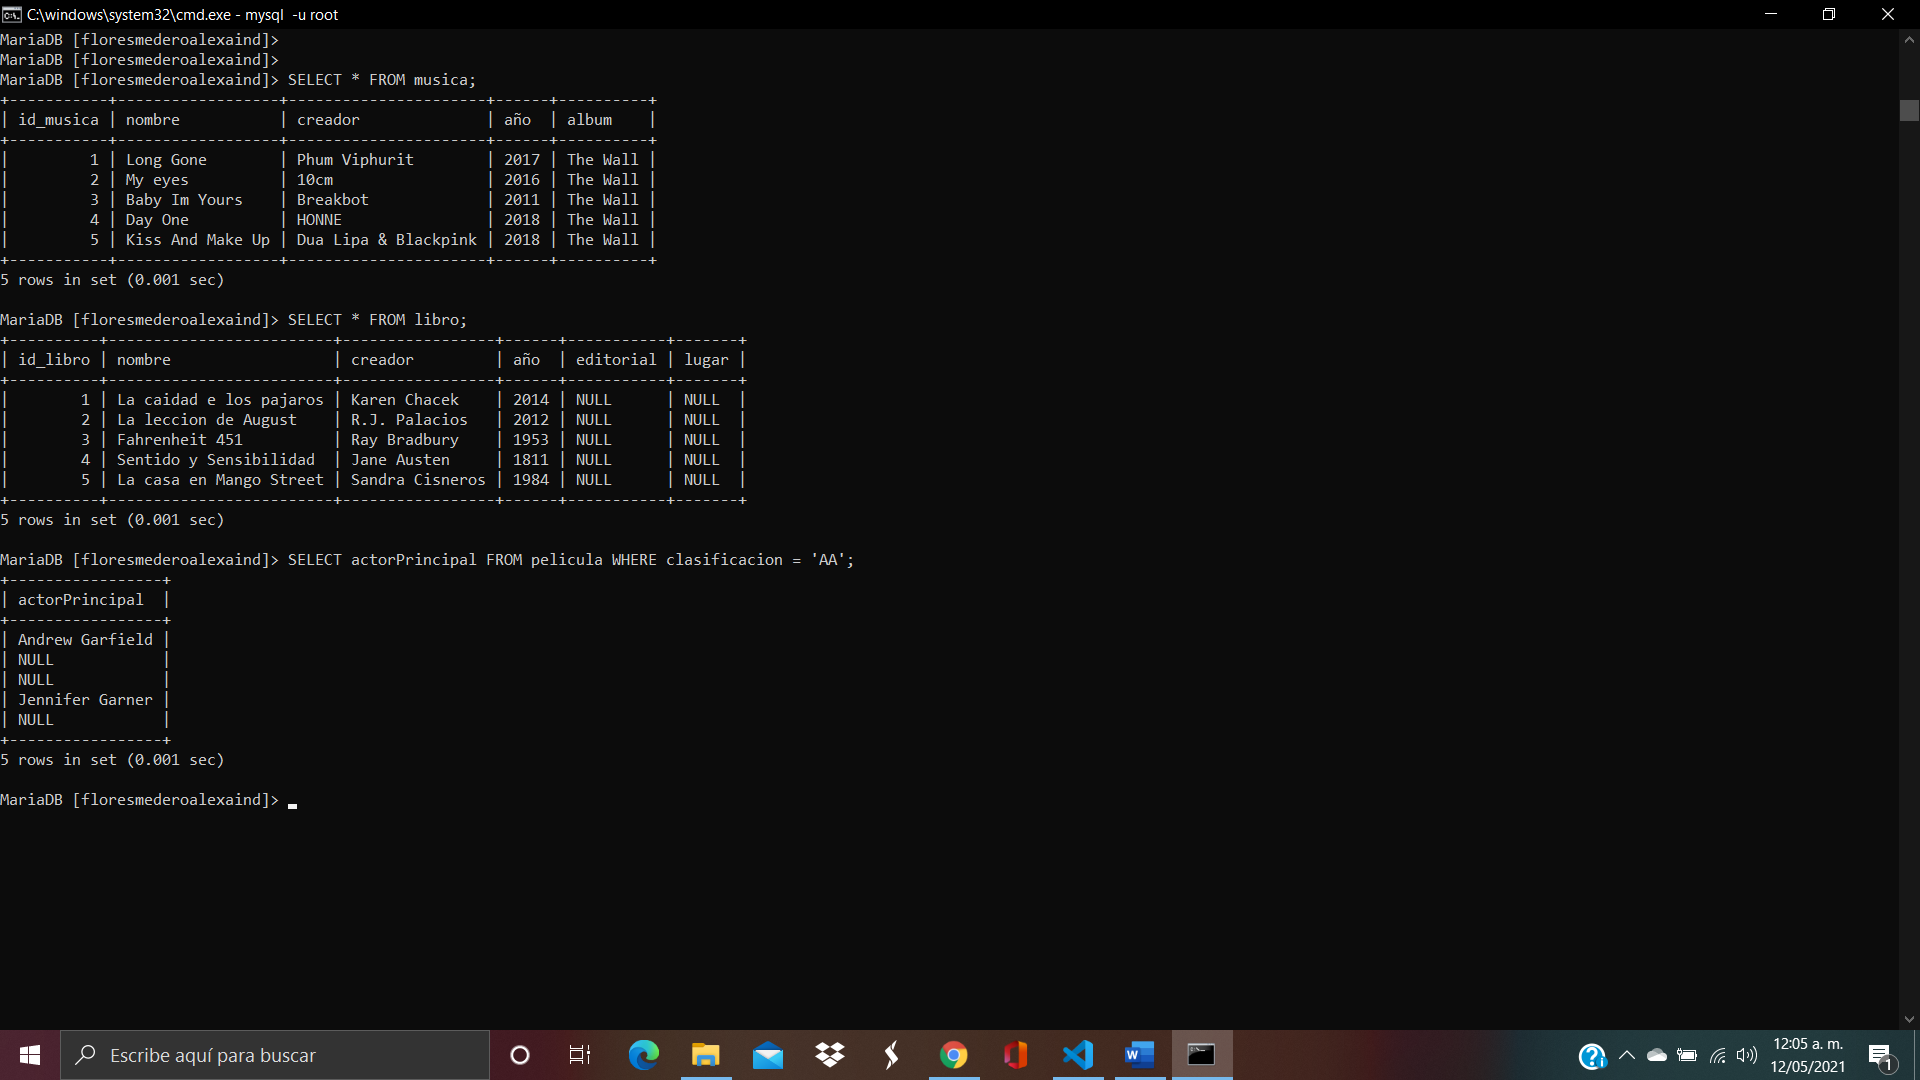 C:\windows\system32\cmd.exe - mysql  -u root
MariaDB [floresmederoalexaind]>
MariaDB [floresmederoalexaind]>
MariaDB [floresmederoalexaind]> SELECT * FROM musica;
+-----------+------------------+-----------------------+------+----------+
| id_musica | nombre           | creador               | año  | album    |
+-----------+------------------+-----------------------+------+----------+
|         1 | Long Gone        | Phum Viphurit         | 2017 | The Wall |
|         2 | My eyes          | 10cm                  | 2016 | The Wall |
|         3 | Baby Im Yours    | Breakbot              | 2011 | The Wall |
|         4 | Day One          | HONNE                 | 2018 | The Wall |
|         5 | Kiss And Make Up | Dua Lipa & Blackpink | 2018 | The Wall |
+-----------+------------------+-----------------------+------+----------+
5 rows in set (0.001 sec)
MariaDB [floresmederoalexaind]> SELECT * FROM libro;
+----------+-------------------------+-----------------+------+-----------+-------+
| id_libro | nombre                  | creador         | año  | editorial | lugar |
+----------+-------------------------+-----------------+------+-----------+-------+
|        1 | La caidad e los pajaros | Karen Chacek    | 2014 | NULL      | NULL  |
|        2 | La leccion de August    | R.J. Palacios   | 2012 | NULL      | NULL  |
|        3 | Fahrenheit 451          | Ray Bradbury    | 1953 | NULL      | NULL  |
|        4 | Sentido y Sensibilidad  | Jane Austen     | 1811 | NULL      | NULL  |
|        5 | La casa en Mango Street | Sandra Cisneros | 1984 | NULL      | NULL  |
+----------+-------------------------+-----------------+------+-----------+-------+
5 rows in set (0.001 sec)
MariaDB [floresmederoalexaind]> SELECT actorPrincipal FROM pelicula WHERE clasificacion = 'AA';
+-----------------+
| actorPrincipal  |
+-----------------+
| Andrew Garfield |
| NULL            |
| NULL            |
| Jennifer Garner |
| NULL            |
+-----------------+
5 rows in set (0.001 sec)
MariaDB [floresmederoalexaind]> _
Escribe aquí para buscar
12:05 a. m.
12/05/2021
1